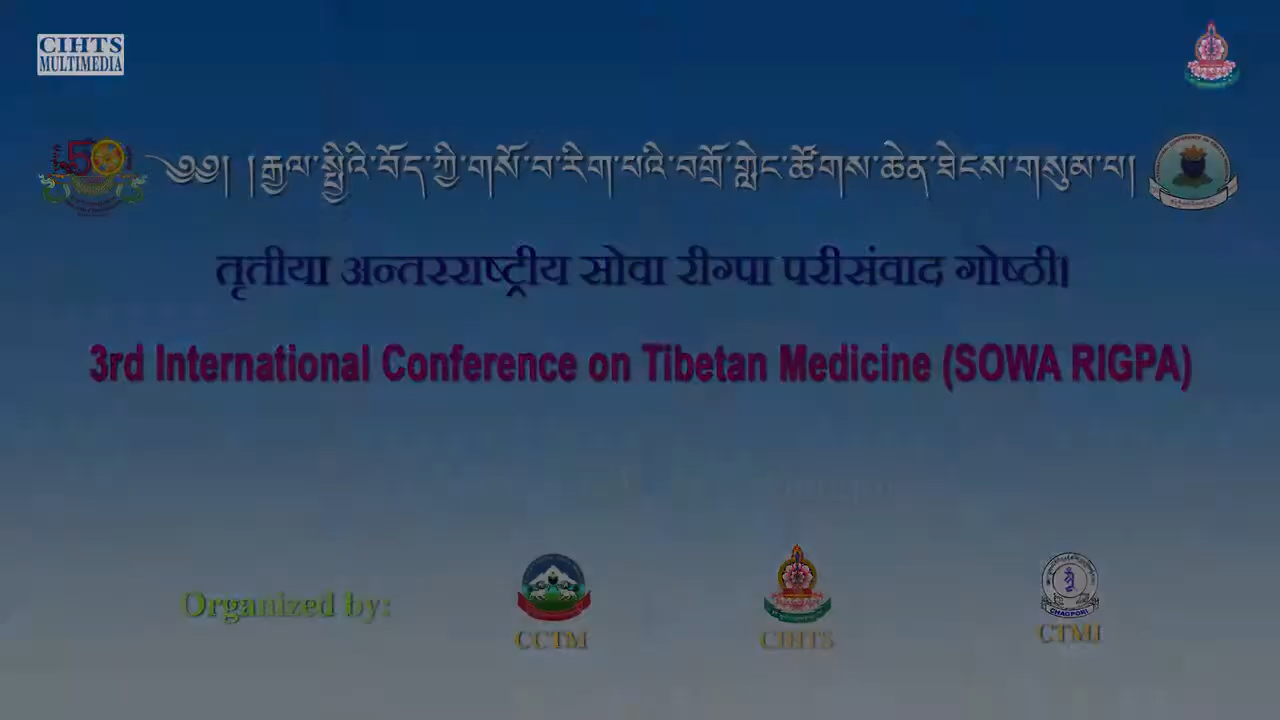 CIHTS
MULTIMEDIA
༄༅། །རྒྱལ་སྤྱིའི་བོད་ཀྱི་གསོ་བ་རིག་པའི་བགྲོ་གླེང་ཚོགས་ཆེན་ཐེངས་གསུམ་པ།
तृतीया अन्तरराष्ट्रीय सोवा रीग्पा परीसंवाद गोष्ठी।
3rd International Conference on Tibetan Medicine (SOWA RIGPA)
Organized by:
CCTM
CIHTS
CHAGPORI
CTMI